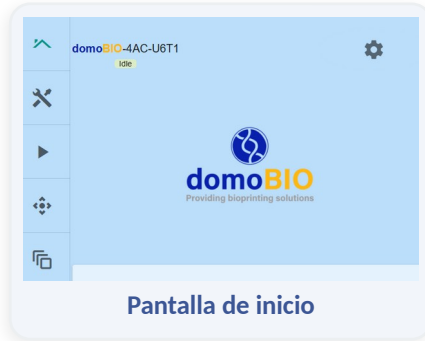 domoBIO-4AC-U6T1
Idle
domoBIO
Providing bioprinting solutions
Pantalla de inicio